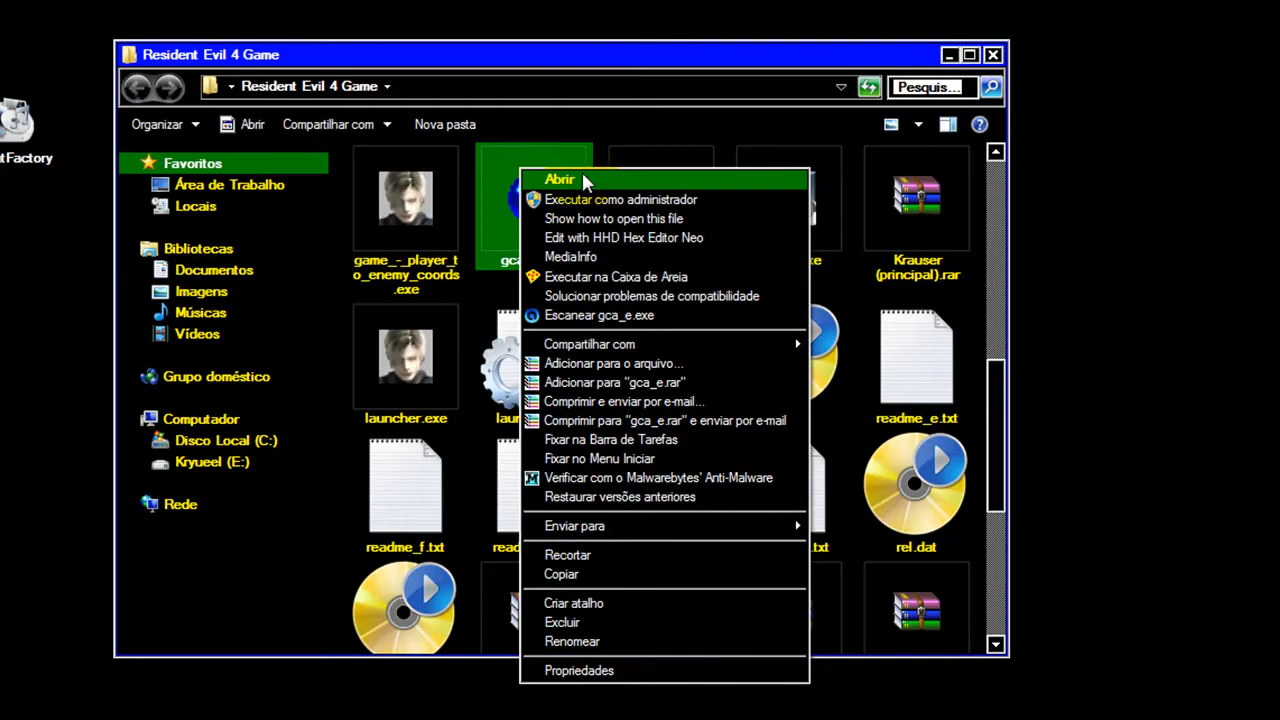 Resident Evil 4 Game
Resident Evil 4 Game
Pesquis...
Organizar
Abrir
Compartilhar com
Nova pasta
tFactory
Favoritos
Área de Trabalho
Locais
Bibliotecas
Documentos
Imagens
Músicas
Vídeos
Grupo doméstico
Computador
Disco Local (C:)
Kryueel (E:)
Rede
game_-_player_t
o_enemy_coords
.exe
gca
xe
Krauser
(principal).rar
launcher.exe
laun
readme_e.txt
readme_f.txt
read
.txt
rel.dat
Abrir
Executar como administrador
Show how to open this file
Edit with HHD Hex Editor Neo
MediaInfo
Executar na Caixa de Areia
Solucionar problemas de compatibilidade
Escanear gca_e.exe
Compartilhar com
Adicionar para o arquivo...
Adicionar para "gca_e.rar"
Comprimir e enviar por e-mail...
Comprimir para "gca_e.rar" e enviar por e-mail
Fixar na Barra de Tarefas
Fixar no Menu Iniciar
Verificar com o Malwarebytes' Anti-Malware
Restaurar versões anteriores
Enviar para
Recortar
Copiar
Criar atalho
Excluir
Renomear
Propriedades